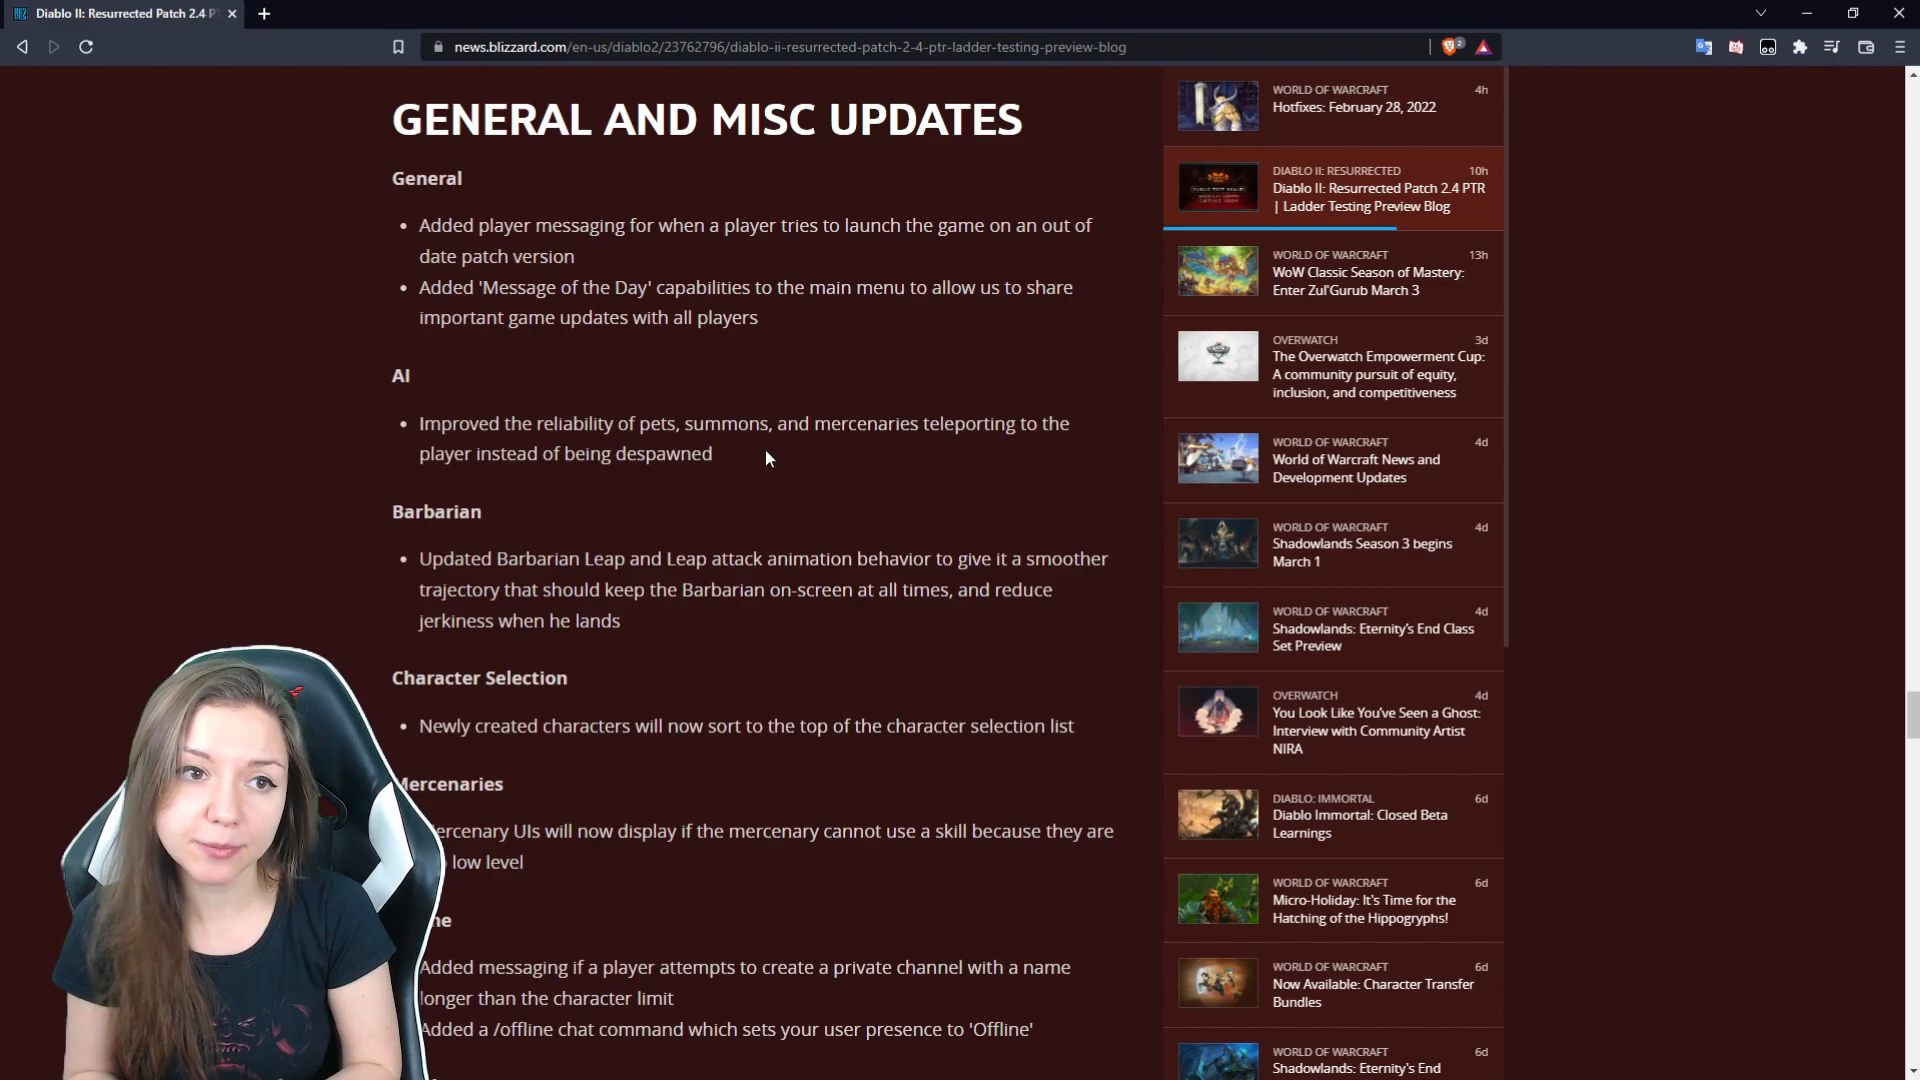 Diablo II: Resurrected Patch 2.4 P
news.blizzard.com/en-us/diablo2/23762796/diablo-ii-resurrected-patch-2-4-ptr-ladder-testing-preview-blog
2
GENERAL AND MISC UPDATES
General
• Added player messaging for when a player tries to launch the game on an out of
date patch version
• Added 'Message of the Day' capabilities to the main menu to allow us to share
important game updates with all players
AI
• Improved the reliability of pets, summons, and mercenaries teleporting to the
player instead of being despawned
Barbarian
• Updated Barbarian Leap and Leap attack animation behavior to give it a smoother
trajectory that should keep the Barbarian on-screen at all times, and reduce
jerkiness when he lands
Character Selection
• Newly created characters will now sort to the top of the character selection list
Mercenaries
Mercenary UIs will now display if the mercenary cannot use a skill because they are
low level
ne
Added messaging if a player attempts to create a private channel with a name
longer than the character limit
Added a /offline chat command which sets your user presence to 'Offline'
WORLD OF WARCRAFT 4h
Hotfixes: February 28, 2022
DIABLO II: RESURRECTED 10h
Diablo II: Resurrected Patch 2.4 PTR
| Ladder Testing Preview Blog
WORLD OF WARCRAFT 13h
WoW Classic Season of Mastery:
Enter Zul'Gurub March 3
OVERWATCH 3d
The Overwatch Empowerment Cup:
A community pursuit of equity,
inclusion, and competitiveness
WORLD OF WARCRAFT 4d
World of Warcraft News and
Development Updates
WORLD OF WARCRAFT 4d
Shadowlands Season 3 begins
March 1
WORLD OF WARCRAFT 4d
Shadowlands: Eternity's End Class
Set Preview
OVERWATCH 4d
You Look Like You've Seen a Ghost:
Interview with Community Artist
NIRA
DIABLO: IMMORTAL 6d
Diablo Immortal: Closed Beta
Learnings
WORLD OF WARCRAFT 6d
Micro-Holiday: It's Time for the
Hatching of the Hippogryphs!
WORLD OF WARCRAFT 6d
Now Available: Character Transfer
Bundles
WORLD OF WARCRAFT 6d
Shadowlands: Eternity's End